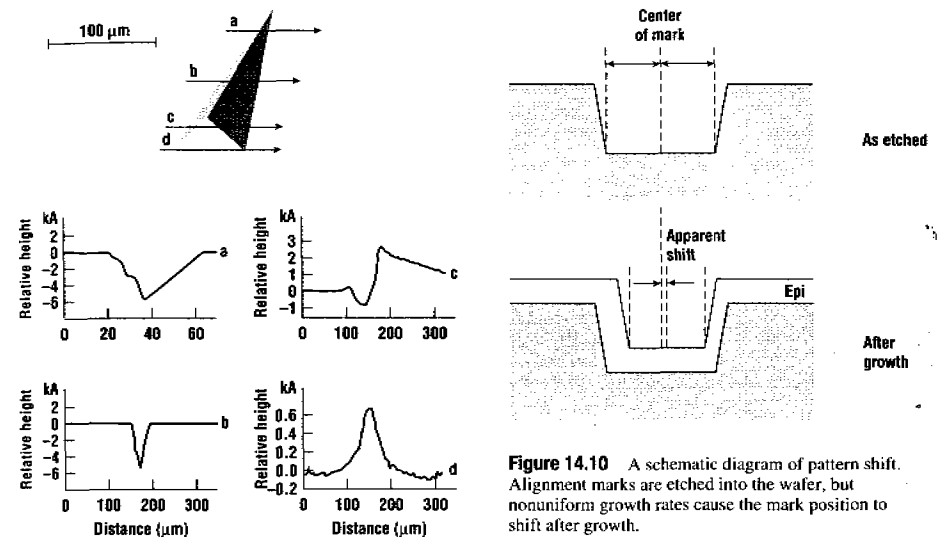 100 µm
a
b
c
d
kA
2
0
-2
-4
-6
Relative height
a
0
20
40
60
kA
3
2
1
0
-1
Relative height
c
0
100
200
300
kA
2
0
-2
-4
-6
Relative height
b
0
100
200
300
Distance (µm)
kA
0.6
0.4
0.2
0.0
-0.2
Relative height
d
0
100
200
300
Distance (µm)
Center
of mark
As etched
Apparent
shift
Epi
After
growth
Figure 14.10 A schematic diagram of pattern shift.
Alignment marks are etched into the wafer, but
nonuniform growth rates cause the mark position to
shift after growth.